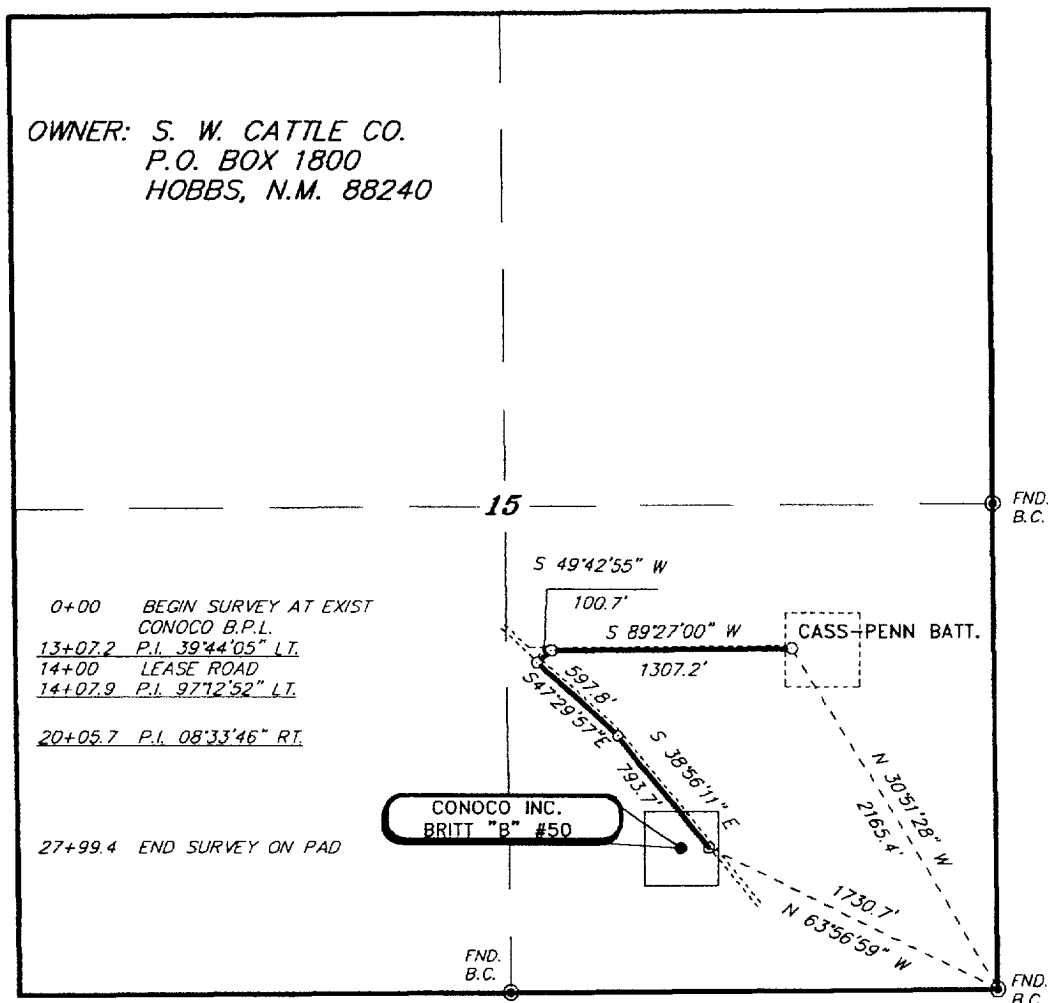 OWNER: S. W. CATTLE CO.
P.O. BOX 1800
HOBBS, N.M. 88240
15
FND.
B.C.
S 49°42'55" W
100.7'
0+00 BEGIN SURVEY AT EXIST
CONOCO B.P.L.
13+07.2 P.I. 39°44'05" LT.
14+00 LEASE ROAD
14+07.9 P.I. 97°12'52" LT.
20+05.7 P.I. 08°33'46" RT.
27+99.4 END SURVEY ON PAD
S 89°27'00" W
1307.2'
CASS-PENN BATT.
597.8'
S47°29'57"E
S 38°56'11" E
793.7'
CONOCO INC.
BRITT "B" #50
N 30°51'28" W
2165.4'
1730.7'
N 63°56'59" W
FND.
B.C.
FND.
B.C.